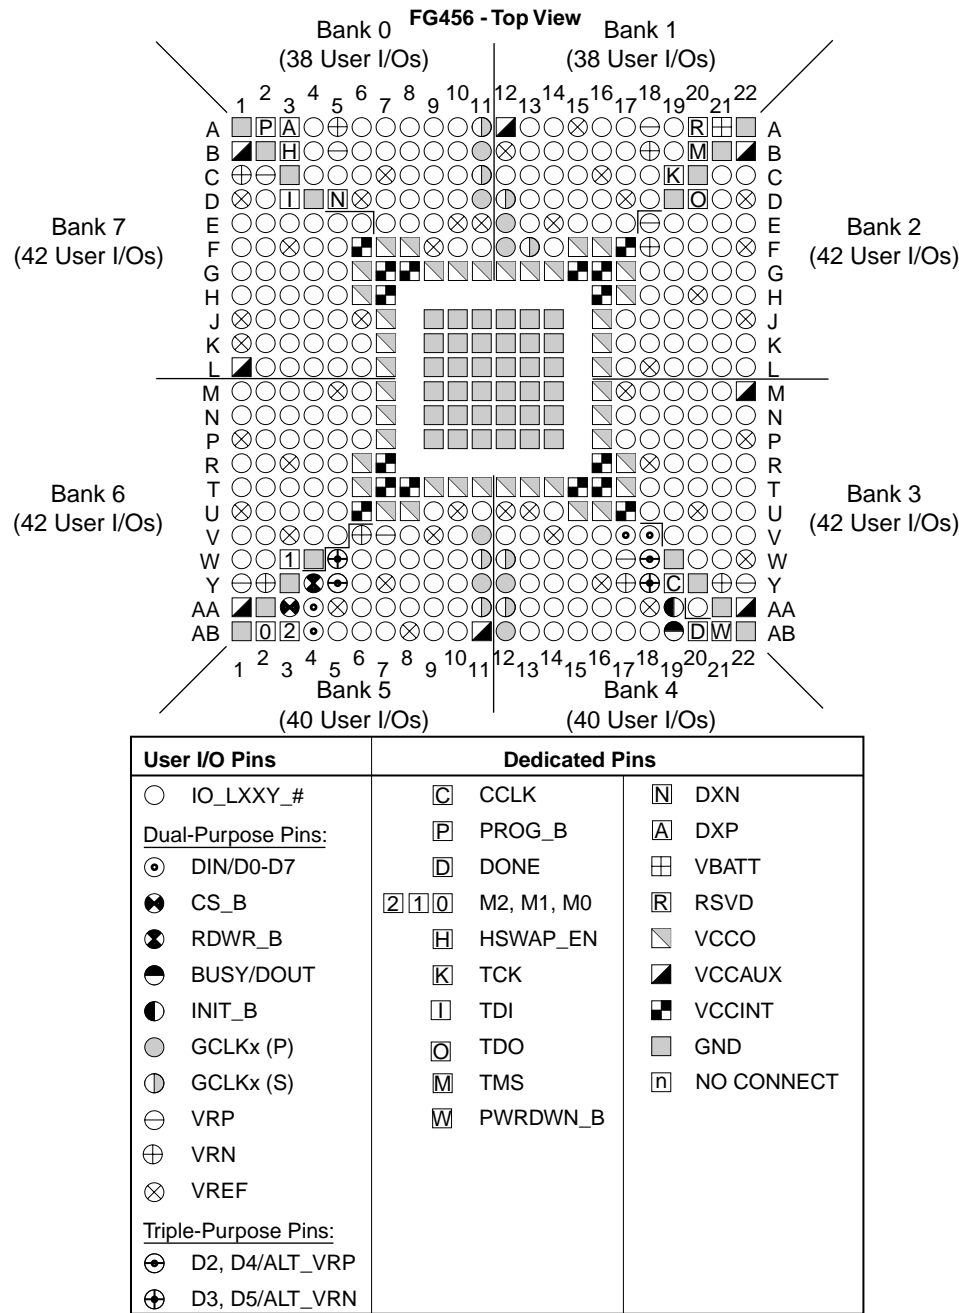 FG456 - Top View
Bank 0
(38 User I/Os)
Bank 1
(38 User I/Os)
1 2 3 4 5 6 7 8 9 10 11 12 13 14 15 16 17 18 19 20 21 22
A P A R A
B H M B
C K C
D I N O D
E E
Bank 7
(42 User I/Os)
Bank 2
(42 User I/Os)
F F
G G
H H
J J
K K
L L
M M
N N
P P
R R
T T
Bank 6
(42 User I/Os)
Bank 3
(42 User I/Os)
U U
V V
W 1 W
Y C Y
AA AA
AB 0 2 D W AB
1 2 3 4 5 6 7 8 9 10 11 12 13 14 15 16 17 18 19 20 21 22
Bank 5
(40 User I/Os)
Bank 4
(40 User I/Os)
User I/O Pins
Dedicated Pins
IO_LXXY_#
Dual-Purpose Pins:
DIN/D0-D7
CS_B
RDWR_B
BUSY/DOUT
INIT_B
GCLKx (P)
GCLKx (S)
VRP
VRN
VREF
Triple-Purpose Pins:
D2, D4/ALT_VRP
D3, D5/ALT_VRN
C CCLK
P PROG_B
D DONE
2 1 0 M2, M1, M0
H HSWAP_EN
K TCK
I TDI
O TDO
M TMS
W PWRDWN_B
N DXN
A DXP
VBATT
R RSVD
VCCO
VCCAUX
VCCINT
GND
n NO CONNECT